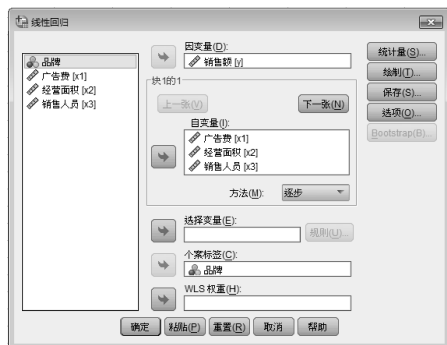 线性回归
品牌
广告费 [x1]
经营面积 [x2]
销售人员 [x3]
因变量(D):
销售额 [y]
块1的1
上一张(V)
下一张(N)
自变量(I):
广告费 [x1]
经营面积 [x2]
销售人员 [x3]
方法(M):
逐步
选择变量(E):
规则(U)...
个案标签(C):
品牌
WLS 权重(H):
统计量(S)...
绘制(T)...
保存(S)...
选项(O)...
Bootstrap(B)...
确定
粘贴(P)
重置(R)
取消
帮助